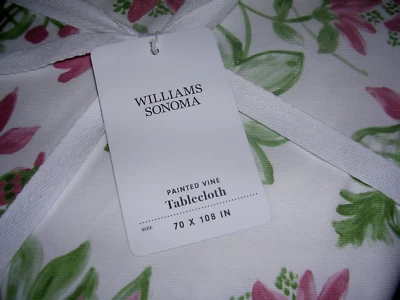 WILLIAMS
SONOMA
PAINTED VINE
Tablecloth
SIZE 70 X 108 IN